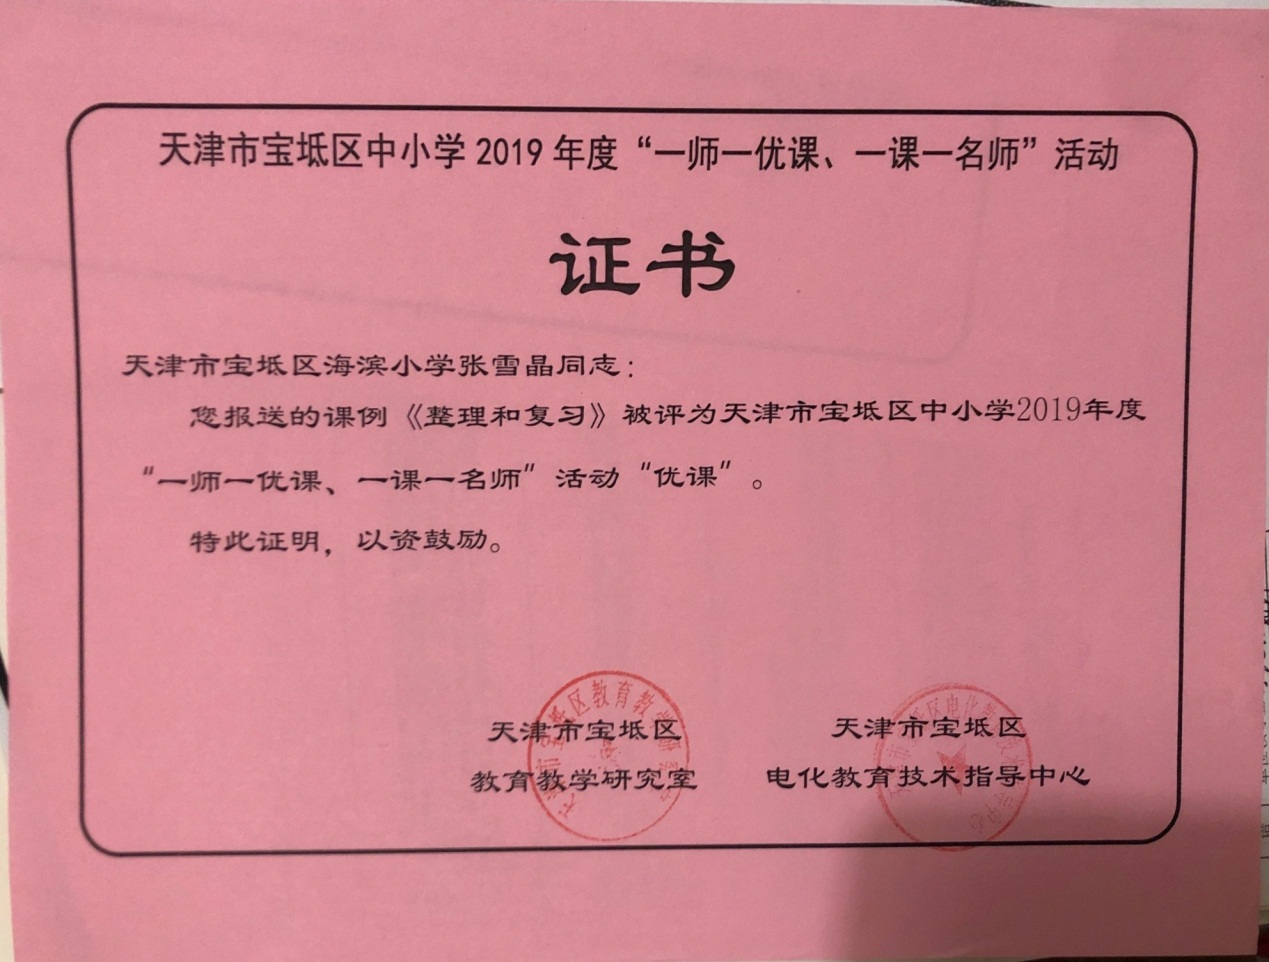 天津市宝坻区中小学2019年度“一师一优课、一课一名师”活动
证书
天津市宝坻区海滨小学张雪晶同志：
您报送的课例《整理和复习》被评为天津市宝坻区中小学2019年度
“一师一优课、一课一名师”活动“优课”。
特此证明，以资鼓励。
天津市宝坻区
教育教学研究室
天津市宝坻区
电化教育技术指导中心